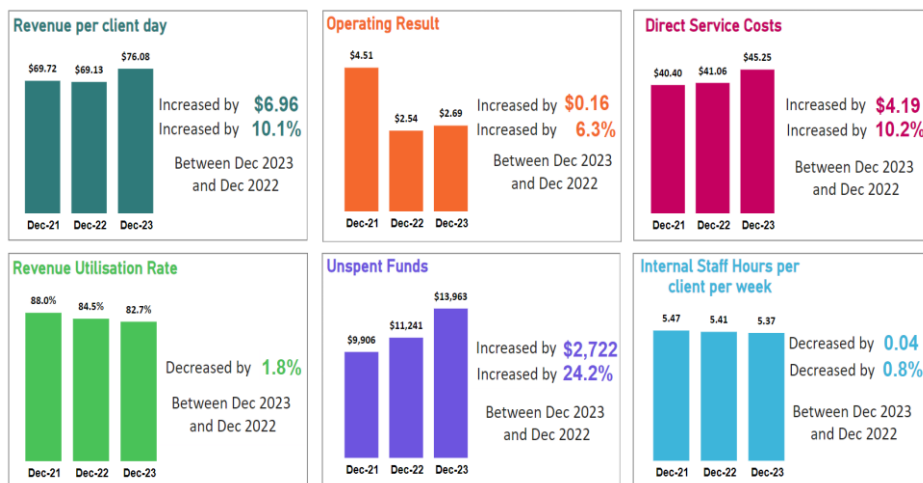 Revenue per client day
$69.72
$69.13
$76.08
Increased by $6.96
Increased by 10.1%
Between Dec 2023
and Dec 2022
Dec-21
Dec-22
Dec-23
Operating Result
$4.51
$2.54
$2.69
Increased by $0.16
Increased by 6.3%
Between Dec 2023
and Dec 2022
Dec-21
Dec-22
Dec-23
Direct Service Costs
$40.40
$41.06
$45.25
Increased by $4.19
Increased by 10.2%
Between Dec 2023
and Dec 2022
Dec-21
Dec-22
Dec-23
Revenue Utilisation Rate
88.0%
84.5%
82.7%
Decreased by 1.8%
Between Dec 2023
and Dec 2022
Dec-21
Dec-22
Dec-23
Unspent Funds
$9,906
$11,241
$13,963
Increased by $2,722
Increased by 24.2%
Between Dec 2023
and Dec 2022
Dec-21
Dec-22
Dec-23
Internal Staff Hours per
client per week
5.47
5.41
5.37
Decreased by 0.04
Decreased by 0.8%
Between Dec 2023
and Dec 2022
Dec-21
Dec-22
Dec-23